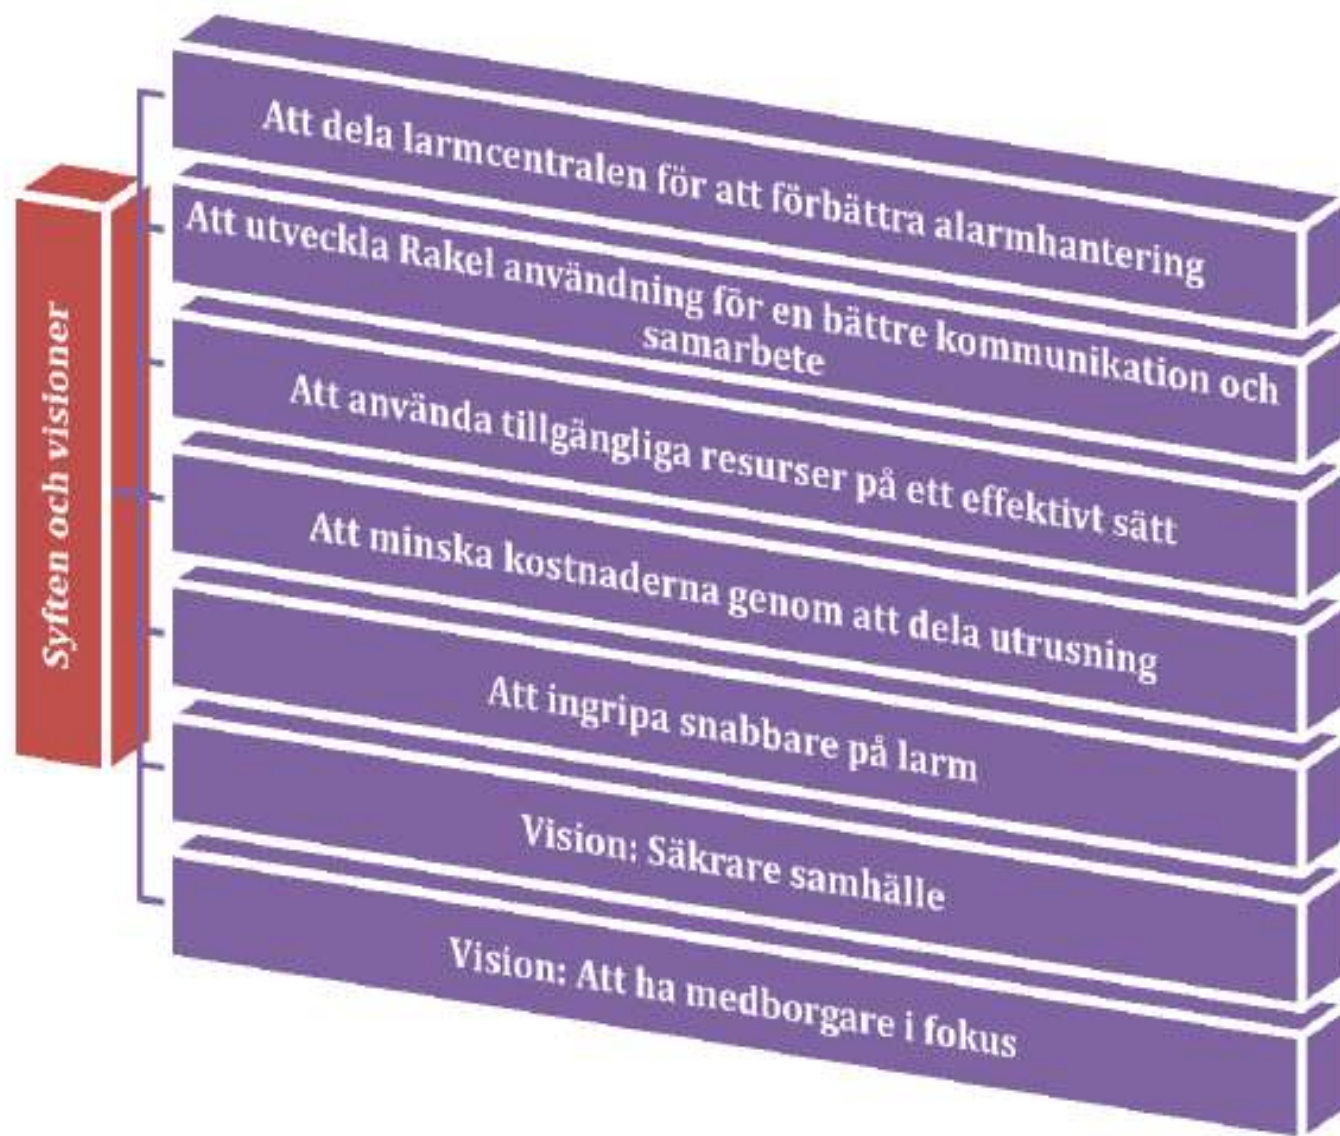 Syften och visioner
Att dela larmcentralen för att förbättra alarmhantering
Att utveckla Rakel användning för en bättre kommunikation och
samarbete
Att använda tillgängliga resurser på ett effektivt sätt
Att minska kostnaderna genom att dela utrusning
Att ingripa snabbare på larm
Vision: Säkrare samhälle
Vision: Att ha medborgare i fokus